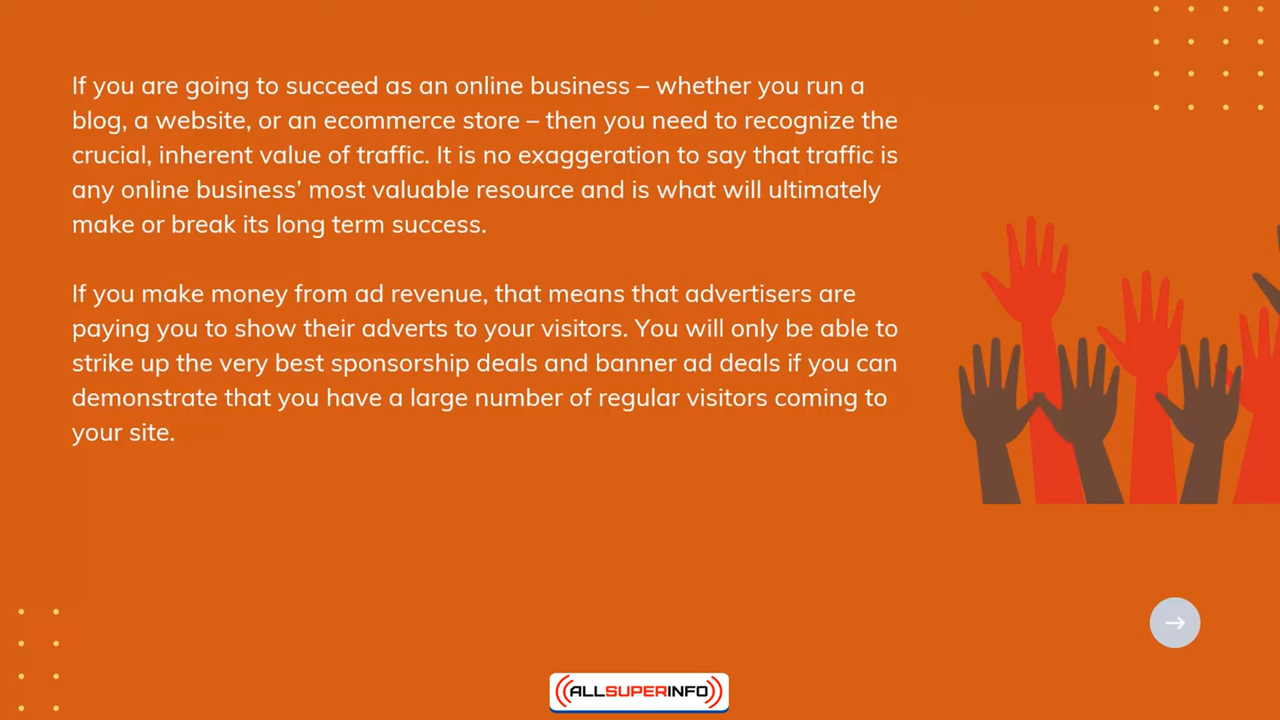 If you are going to succeed as an online business – whether you run a
blog, a website, or an ecommerce store – then you need to recognize the
crucial, inherent value of traffic. It is no exaggeration to say that traffic is
any online business’ most valuable resource and is what will ultimately
make or break its long term success.
If you make money from ad revenue, that means that advertisers are
paying you to show their adverts to your visitors. You will only be able to
strike up the very best sponsorship deals and banner ad deals if you can
demonstrate that you have a large number of regular visitors coming to
your site.
ALLSUPERINFO